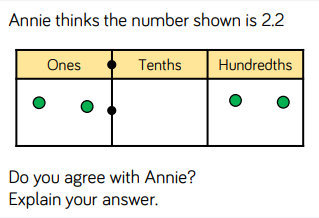 Annie thinks the number shown is 2.2
Ones Tenths Hundredths
Do you agree with Annie?
Explain your answer.